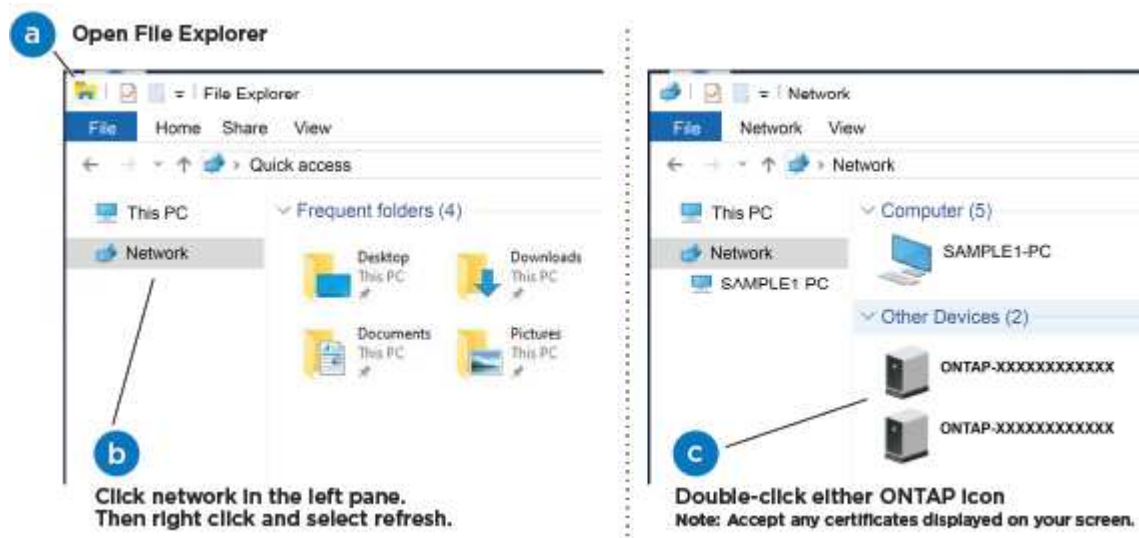 a
Open File Explorer
File Explorer
File Home Share View
Quick access
This PC
Network
Frequent folders (4)
Desktop
This PC
Downloads
This PC
Documents
This PC
Pictures
This PC
b
Click network in the left pane.
Then right click and select refresh.
Network
File Network View
Network
This PC
Network
SAMPLE1 PC
Computer (5)
SAMPLE1-PC
Other Devices (2)
ONTAP-XXXXXXXXXXXX
ONTAP-XXXXXXXXXXXX
c
Double-click either ONTAP icon
Note: Accept any certificates displayed on your screen.